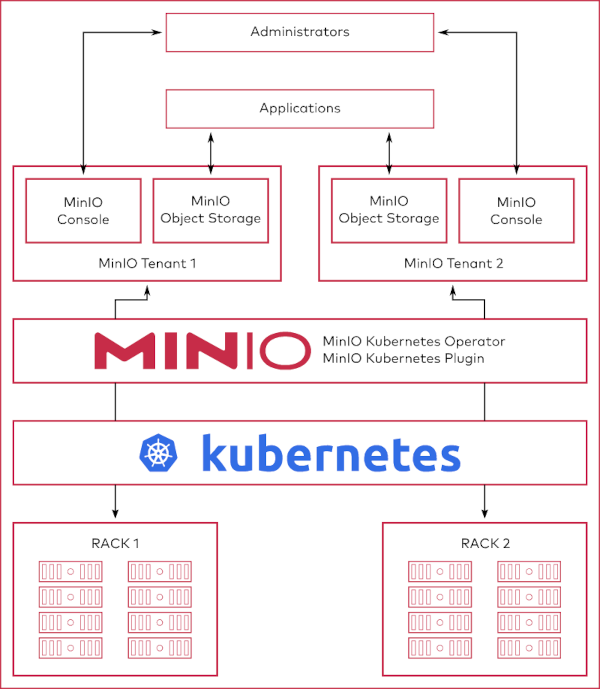 Administrators
Applications
MinIO
Console
MinIO
Object Storage
MinIO Tenant 1
MinIO
Object Storage
MinIO
Console
MinIO Tenant 2
MINIO
MinIO Kubernetes Operator
MinIO Kubernetes Plugin
kubernetes
RACK 1
RACK 2